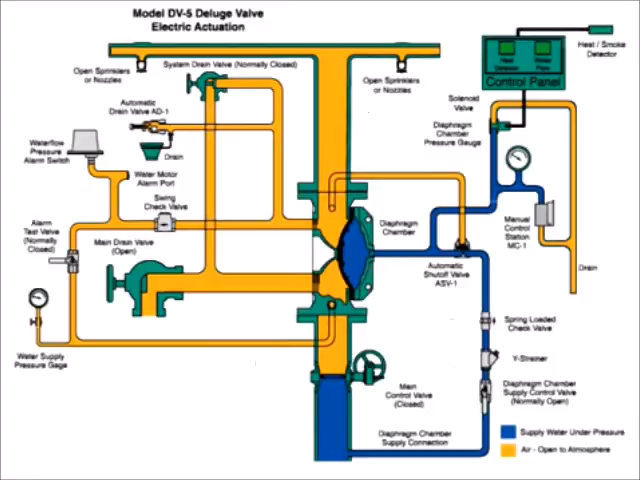 Model DV-5 Deluge Valve
Electric Actuation
Open Sprinklers
or Nozzles
System Drain Valve (Normally Closed)
Open Sprinklers
or Nozzles
Heat / Smoke
Detector
Control Panel
Automatic
Drain Valve AD-1
Solenoid
Valve
Diaphragm
Chamber
Pressure Gauge
Waterflow
Pressure
Alarm Switch
Drain
Water Motor
Alarm Port
Swing
Check Valve
Alarm
Test Valve
(Normally
Closed)
Main Drain Valve
(Open)
Diaphragm
Chamber
Manual
Control
Station
MC-1
Automatic
Shutoff Valve
ASV-1
Drain
Spring Loaded
Check Valve
Water Supply
Pressure Gage
Y-Strainer
Main
Control Valve
(Closed)
Diaphragm Chamber
Supply Control Valve
(Normally Open)
Diaphragm Chamber
Supply Connection
Supply Water Under Pressure
Air - Open to Atmosphere